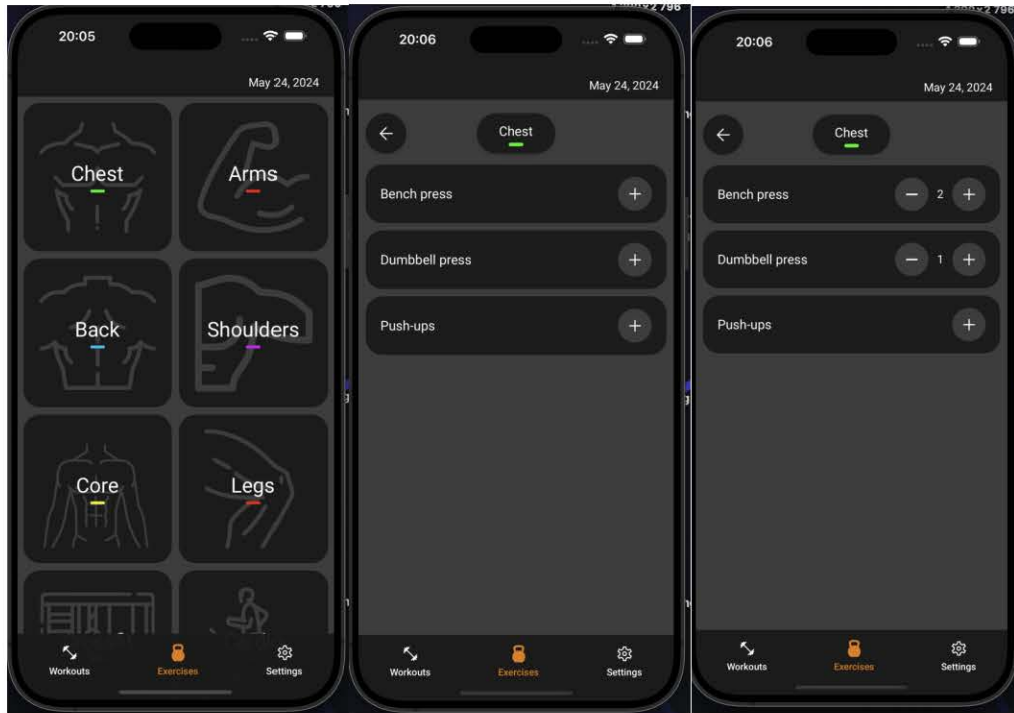 20:05
May 24, 2024
Chest
Arms
Back
Shoulders
Core
Legs
Workouts
Exercises
Settings
20:06
May 24, 2024
Chest
Bench press
Dumbbell press
Push-ups
Workouts
Exercises
Settings
20:06
May 24, 2024
Chest
Bench press 2
Dumbbell press 1
Push-ups
Workouts
Exercises
Settings